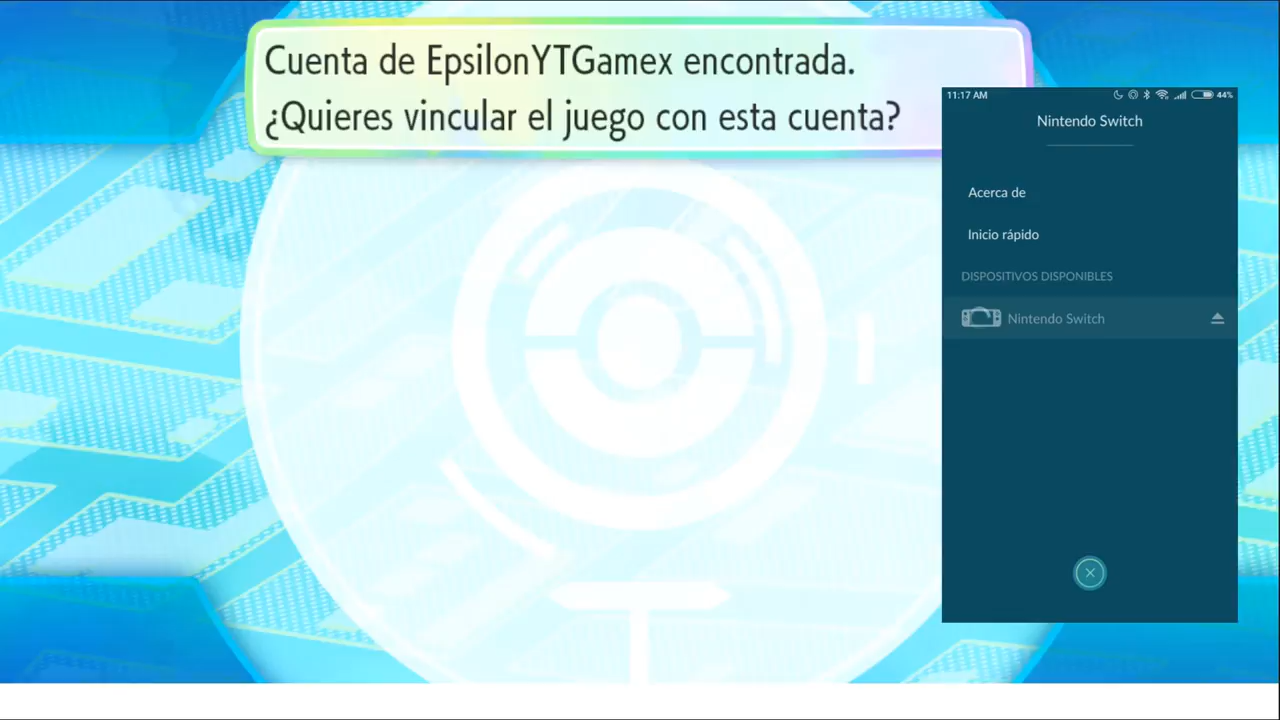 Cuenta de EpsilonYTGamex encontrada.
¿Quieres vincular el juego con esta cuenta?
11:17 AM
44%
Nintendo Switch
Acerca de
Inicio rápido
DISPOSITIVOS DISPONIBLES
Nintendo Switch